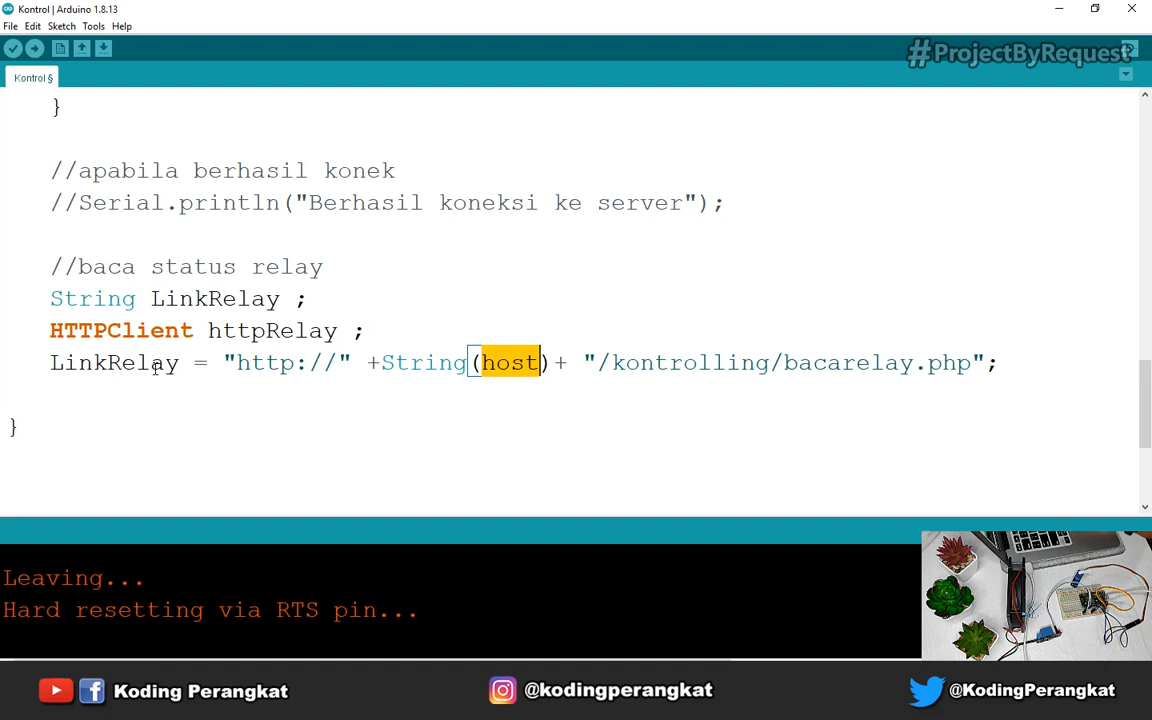 Kontrol | Arduino 1.8.13
File Edit Sketch Tools Help
#ProjectByRequest
Kontrol §
}
//apabila berhasil konek
//Serial.println("Berhasil koneksi ke server");
//baca status relay
String LinkRelay ;
HTTPClient httpRelay ;
LinkRelay = "http://" +String(host)+ "/kontrolling/bacarelay.php";
}
Leaving...
Hard resetting via RTS pin...
Koding Perangkat @kodingperangkat @KodingPerangkat